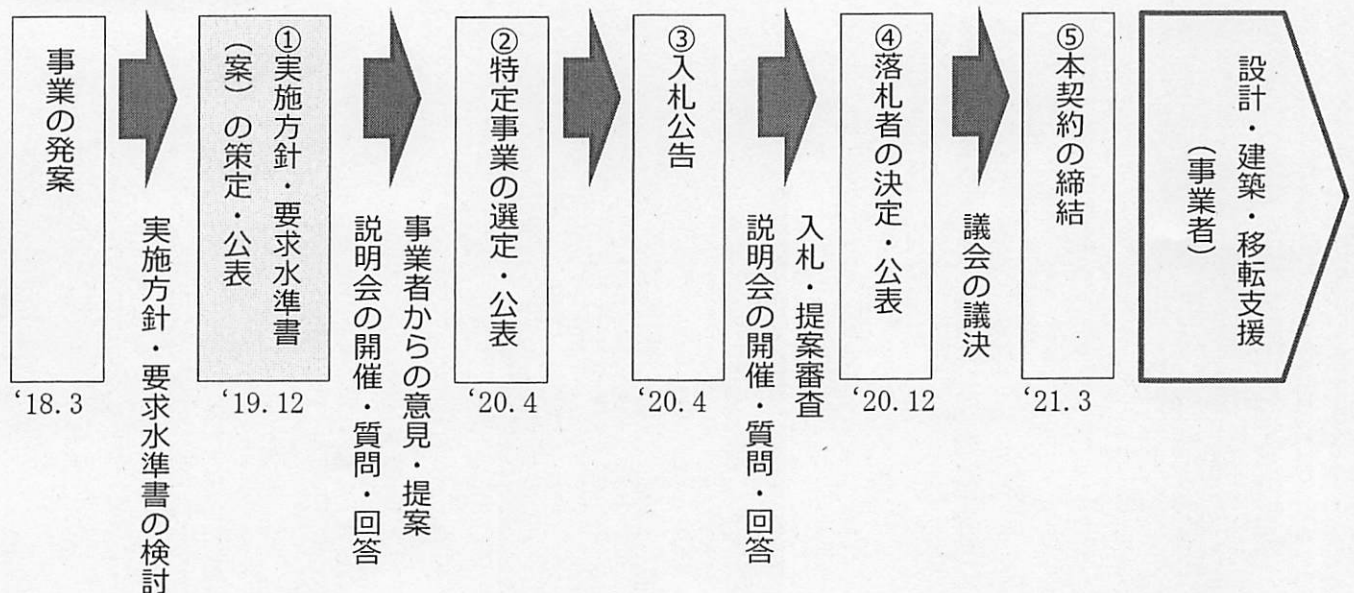 事業の発案
‘18.3
実施方針・要求水準書の検討
①実施方針・要求水準書
（案）の策定・公表
‘19.12
事業者からの意見・提案
説明会の開催・質問・回答
②特定事業の選定・公表
‘20.4
③入札公告
‘20.4
入札・提案審査
説明会の開催・質問・回答
④落札者の決定・公表
‘20.12
議会の議決
⑤本契約の締結
‘21.3
設計・建築・移転支援
（事業者）